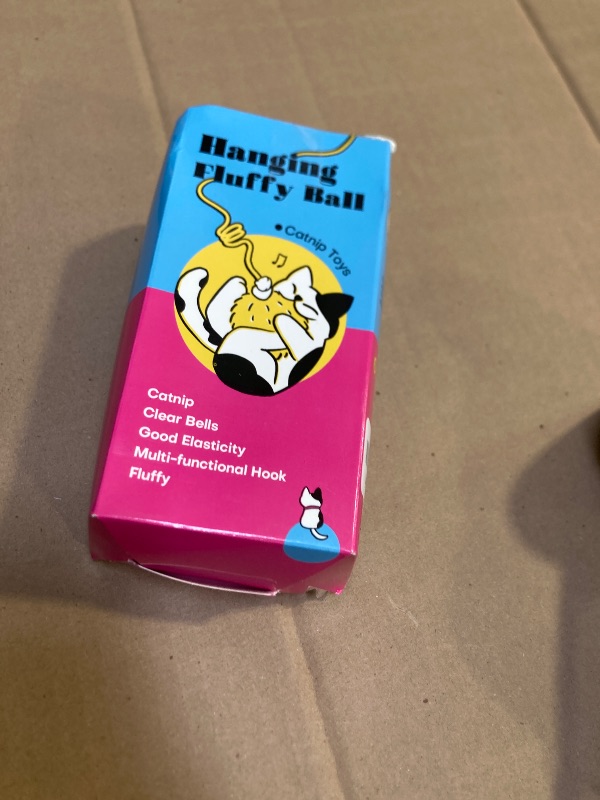 Hanging
Fluffy Ball
Catnip Toys
Catnip
Clear Bells
Good Elasticity
Multi-functional Hook
Fluffy